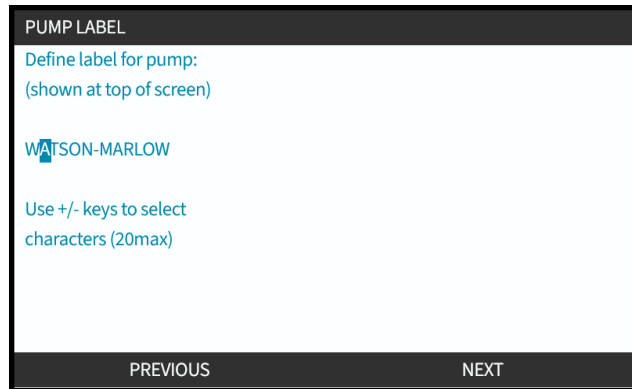 PUMP LABEL
Define label for pump:
(shown at top of screen)
WATSON-MARLOW
Use +/- keys to select
characters (20max)
PREVIOUS NEXT